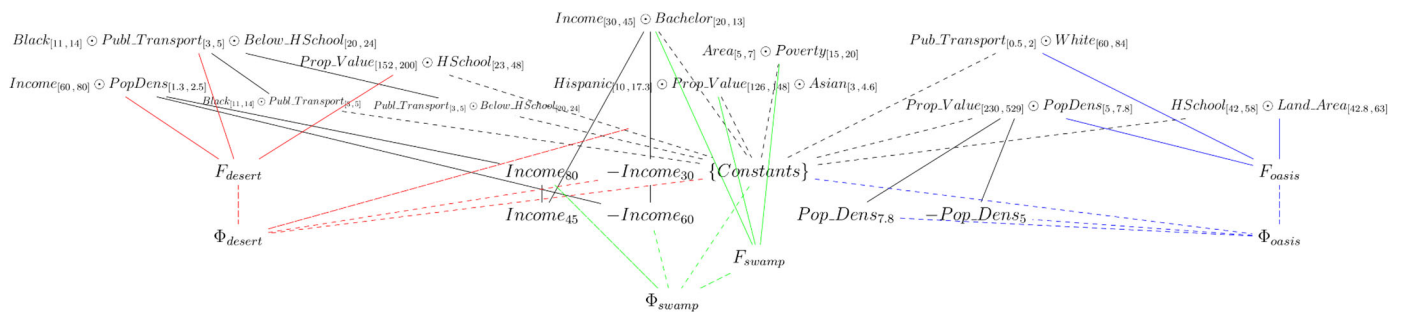 Income[30,45] ⊙ Bachelor[20,13]
Black[11,14] ⊙ Publ_Transport[3,5] ⊙ Below_HSchool[20,24]
Pub_Transport[0.5,2] ⊙ White[60,84]
Area[5,7] ⊙ Poverty[15,20]
Prop_Value[152,200] ⊙ HSchool[23,48]
Income[60,80] ⊙ PopDens[1.3,2.5]
Hispanic[10,17.3] ⊙ Prop_Value[126,148] ⊙ Asian[3,4.6]
Black[11,14] ⊙ Publ_Transport[3,5]
Publ_Transport[3,5] ⊙ Below_HSchool[20,24]
Prop_Value[230,529] ⊙ PopDens[5,7.8]
HSchool[42,58] ⊙ Land_Area[42.8,63]
F_desert
Income_80
−Income_30
{Constants}
F_oasis
Income_45
−Income_60
Pop_Dens_7.8
−Pop_Dens_5
Φ_desert
Φ_oasis
F_swamp
Φ_swamp